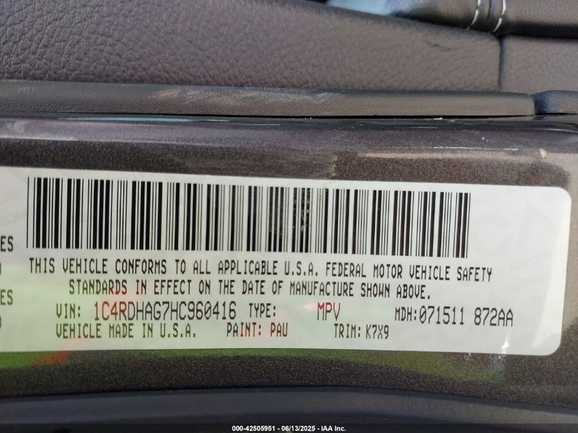 THIS VEHICLE CONFORMS TO ALL APPLICABLE U.S.A. FEDERAL MOTOR VEHICLE SAFETY
STANDARDS IN EFFECT ON THE DATE OF MANUFACTURE SHOWN ABOVE.
VIN: 1C4RDHAG7HC960416 TYPE: MPV MDH: 071511 872AA
VEHICLE MADE IN U.S.A. PAINT: PAU TRIM: K7X9
000-42505951 - 06/13/2025 - IAA Inc.